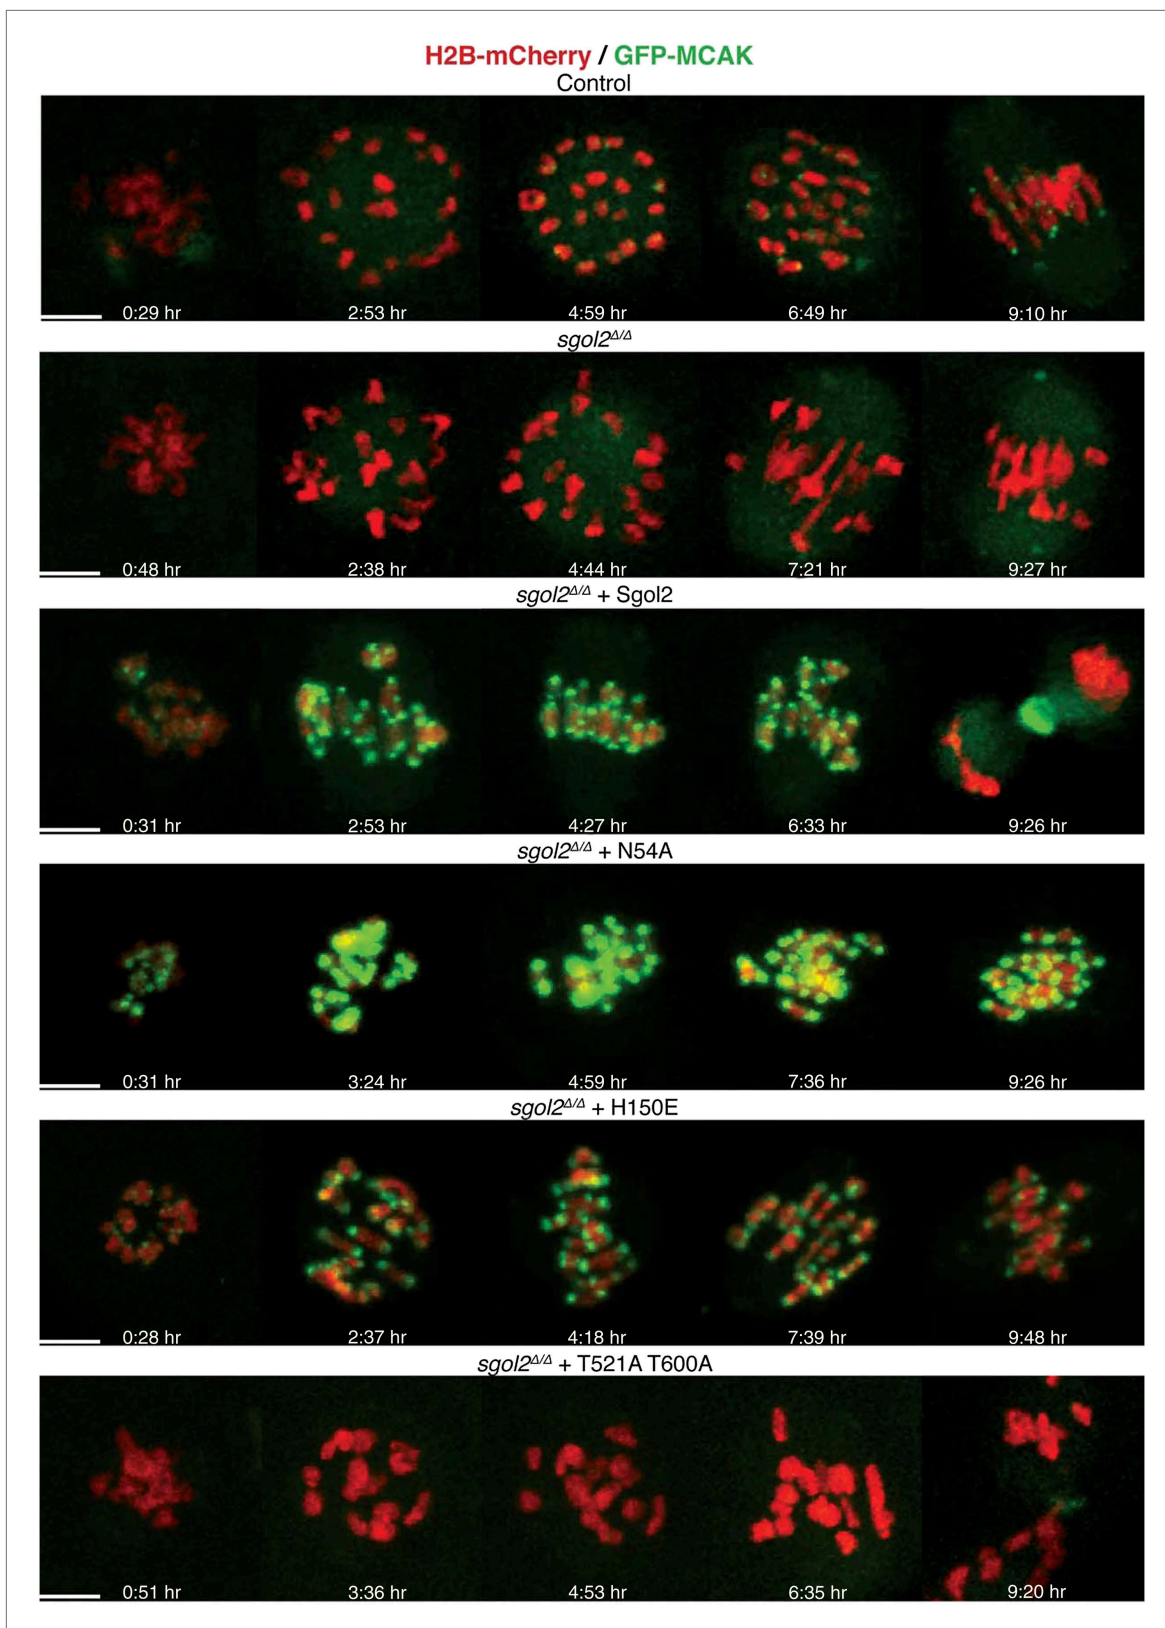 H2B-mCherry / GFP-MCAK
Control
0:29 hr 2:53 hr 4:59 hr 6:49 hr 9:10 hr
sgol2Δ/Δ
0:48 hr 2:38 hr 4:44 hr 7:21 hr 9:27 hr
sgol2Δ/Δ + Sgol2
0:31 hr 2:53 hr 4:27 hr 6:33 hr 9:26 hr
sgol2Δ/Δ + N54A
0:31 hr 3:24 hr 4:59 hr 7:36 hr 9:26 hr
sgol2Δ/Δ + H150E
0:28 hr 2:37 hr 4:18 hr 7:39 hr 9:48 hr
sgol2Δ/Δ + T521A T600A
0:51 hr 3:36 hr 4:53 hr 6:35 hr 9:20 hr